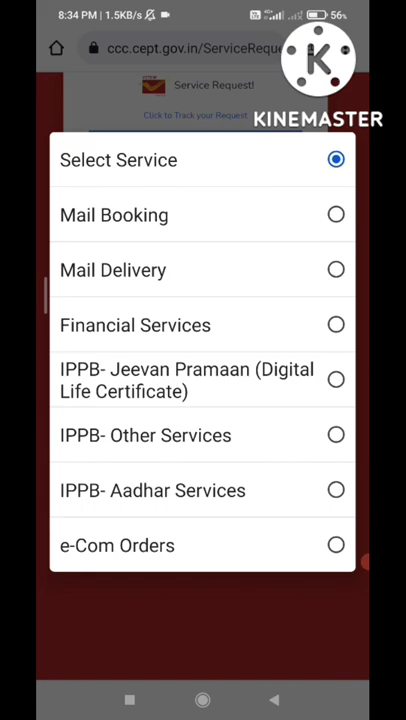 8:34 PM | 1.5KB/s
56%
ccc.cept.gov.in/ServiceReque
K
KINEMASTER
Service Request!
Click to Track your Request
Select Service
Mail Booking
Mail Delivery
Financial Services
IPPB- Jeevan Pramaan (Digital
Life Certificate)
IPPB- Other Services
IPPB- Aadhar Services
e-Com Orders